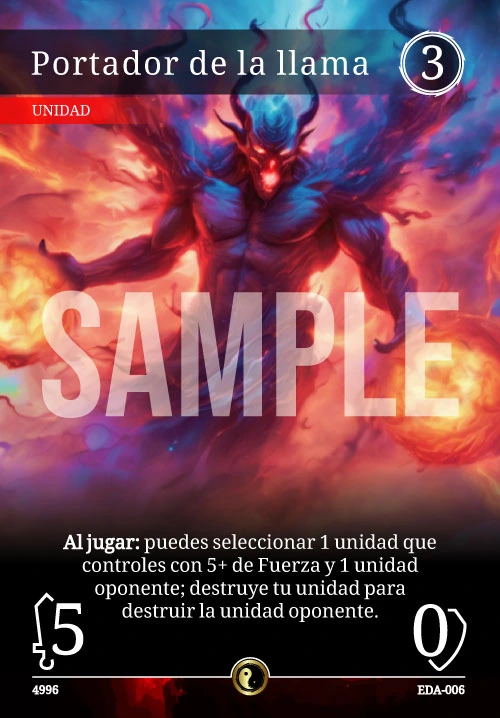 Portador de la llama
3
UNIDAD
SAMPLE
Al jugar: puedes seleccionar 1 unidad que
controles con 5+ de Fuerza y 1 unidad
oponente; destruye tu unidad para
destruir la unidad oponente.
5
0
4996
EDA-006